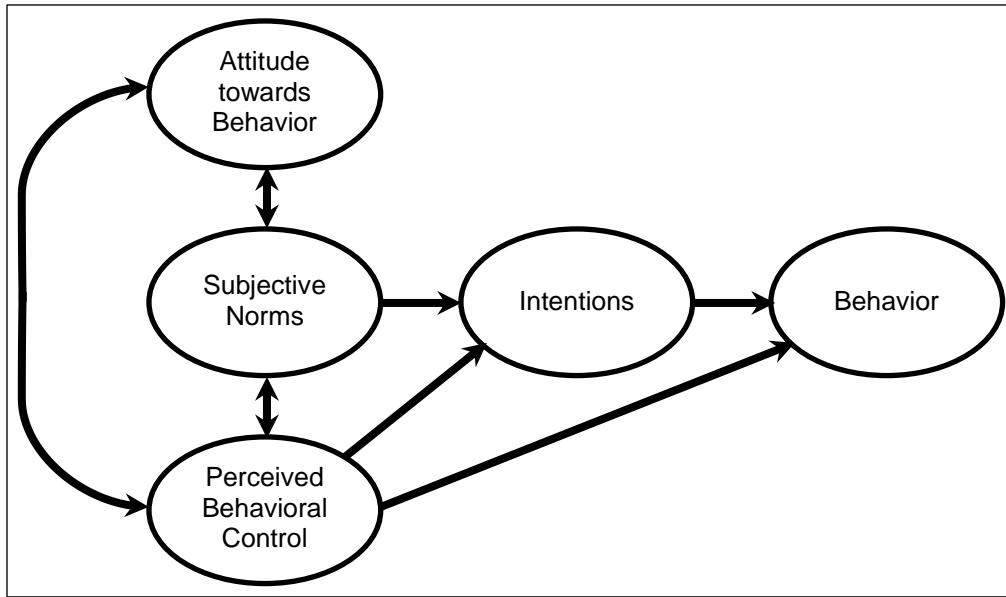 Attitude
towards
Behavior
Subjective
Norms
Intentions
Behavior
Perceived
Behavioral
Control